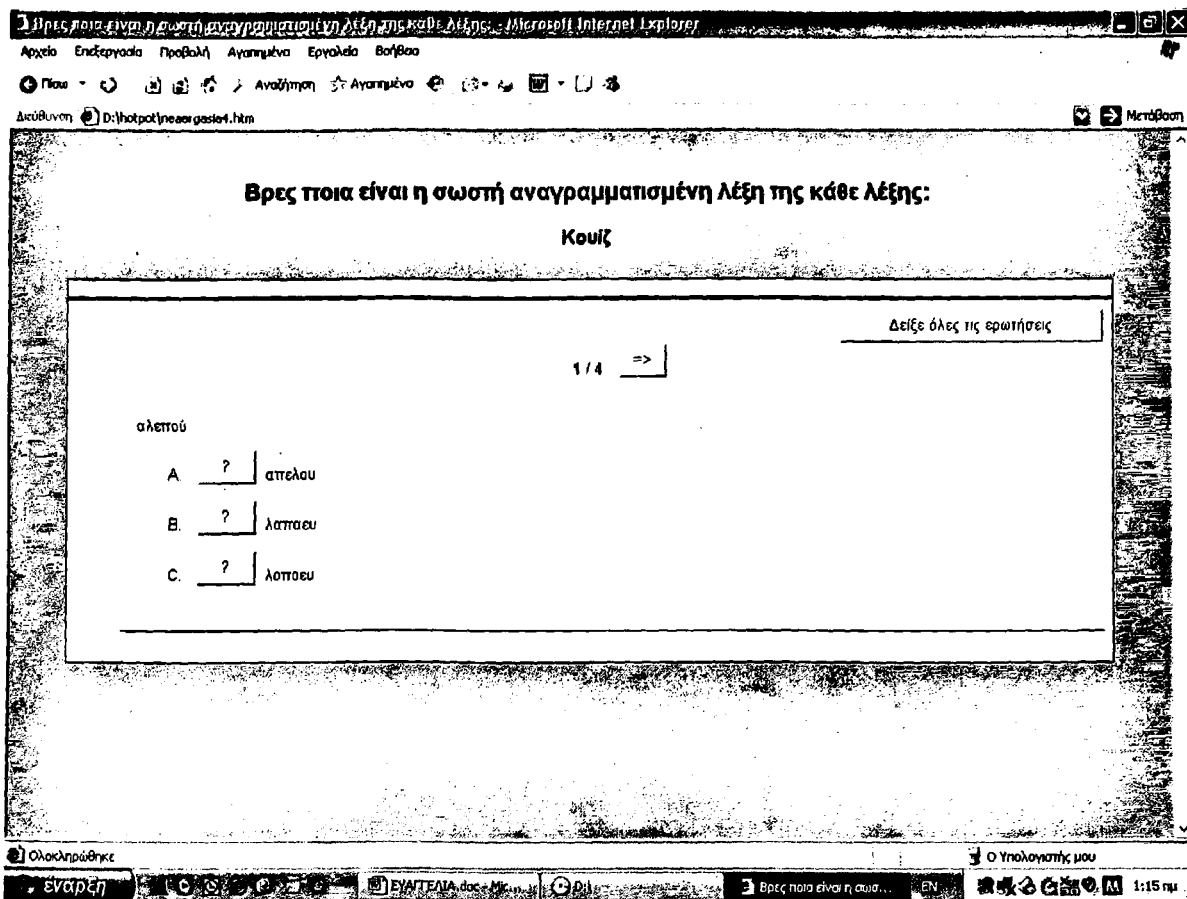 Βρες ποια είναι η σωστή αναγραμματισμένη λέξη της κάθε λέξης: - Microsoft Internet Explorer
Αρχείο Επεξεργασία Προβολή Αγαπημένα Εργαλεία Βοήθεια
Πίσω Αναζήτηση Αγαπημένα
Διεύθυνση D:\hotpot\neaergasia4.htm Μετάβαση
Βρες ποια είναι η σωστή αναγραμματισμένη λέξη της κάθε λέξης:
Κουίζ
Δείξε όλες τις ερωτήσεις
1 / 4 =>
αλεπού
A. ? απελου
B. ? λαπαευ
C. ? λοποευ
Ολοκληρώθηκε Ο Υπολογιστής μου
έναρξη ΕΥΑΓΓΕΛΙΑ.doc - Mic... D:\ Βρες ποια είναι η σωσ... EN 1:15 πμ